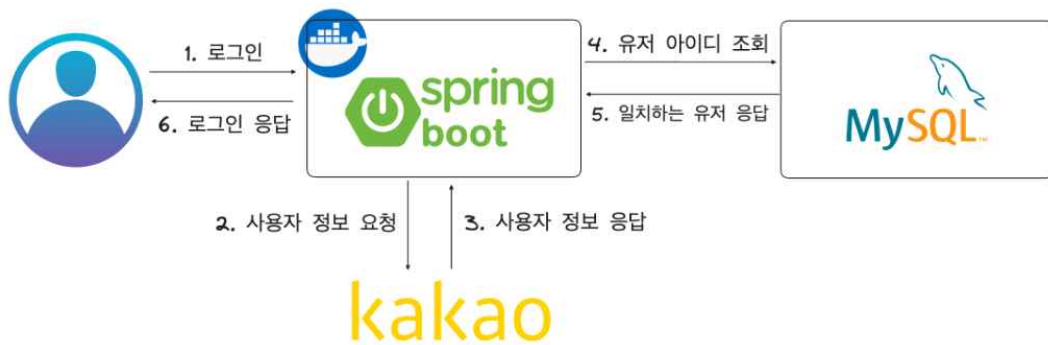 1. 로그인
6. 로그인 응답
spring
boot
4. 유저 아이디 조회
5. 일치하는 유저 응답
MySQL™
2. 사용자 정보 요청
3. 사용자 정보 응답
kakao